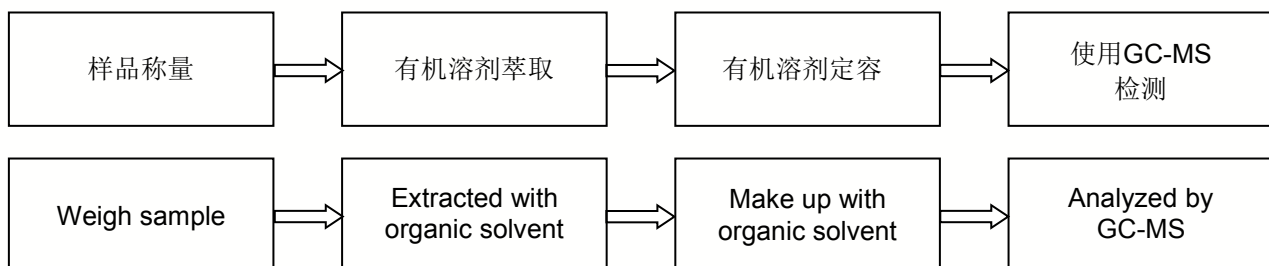 样品称量
有机溶剂萃取
有机溶剂定容
使用GC-MS
检测
Weigh sample
Extracted with
organic solvent
Make up with
organic solvent
Analyzed by
GC-MS